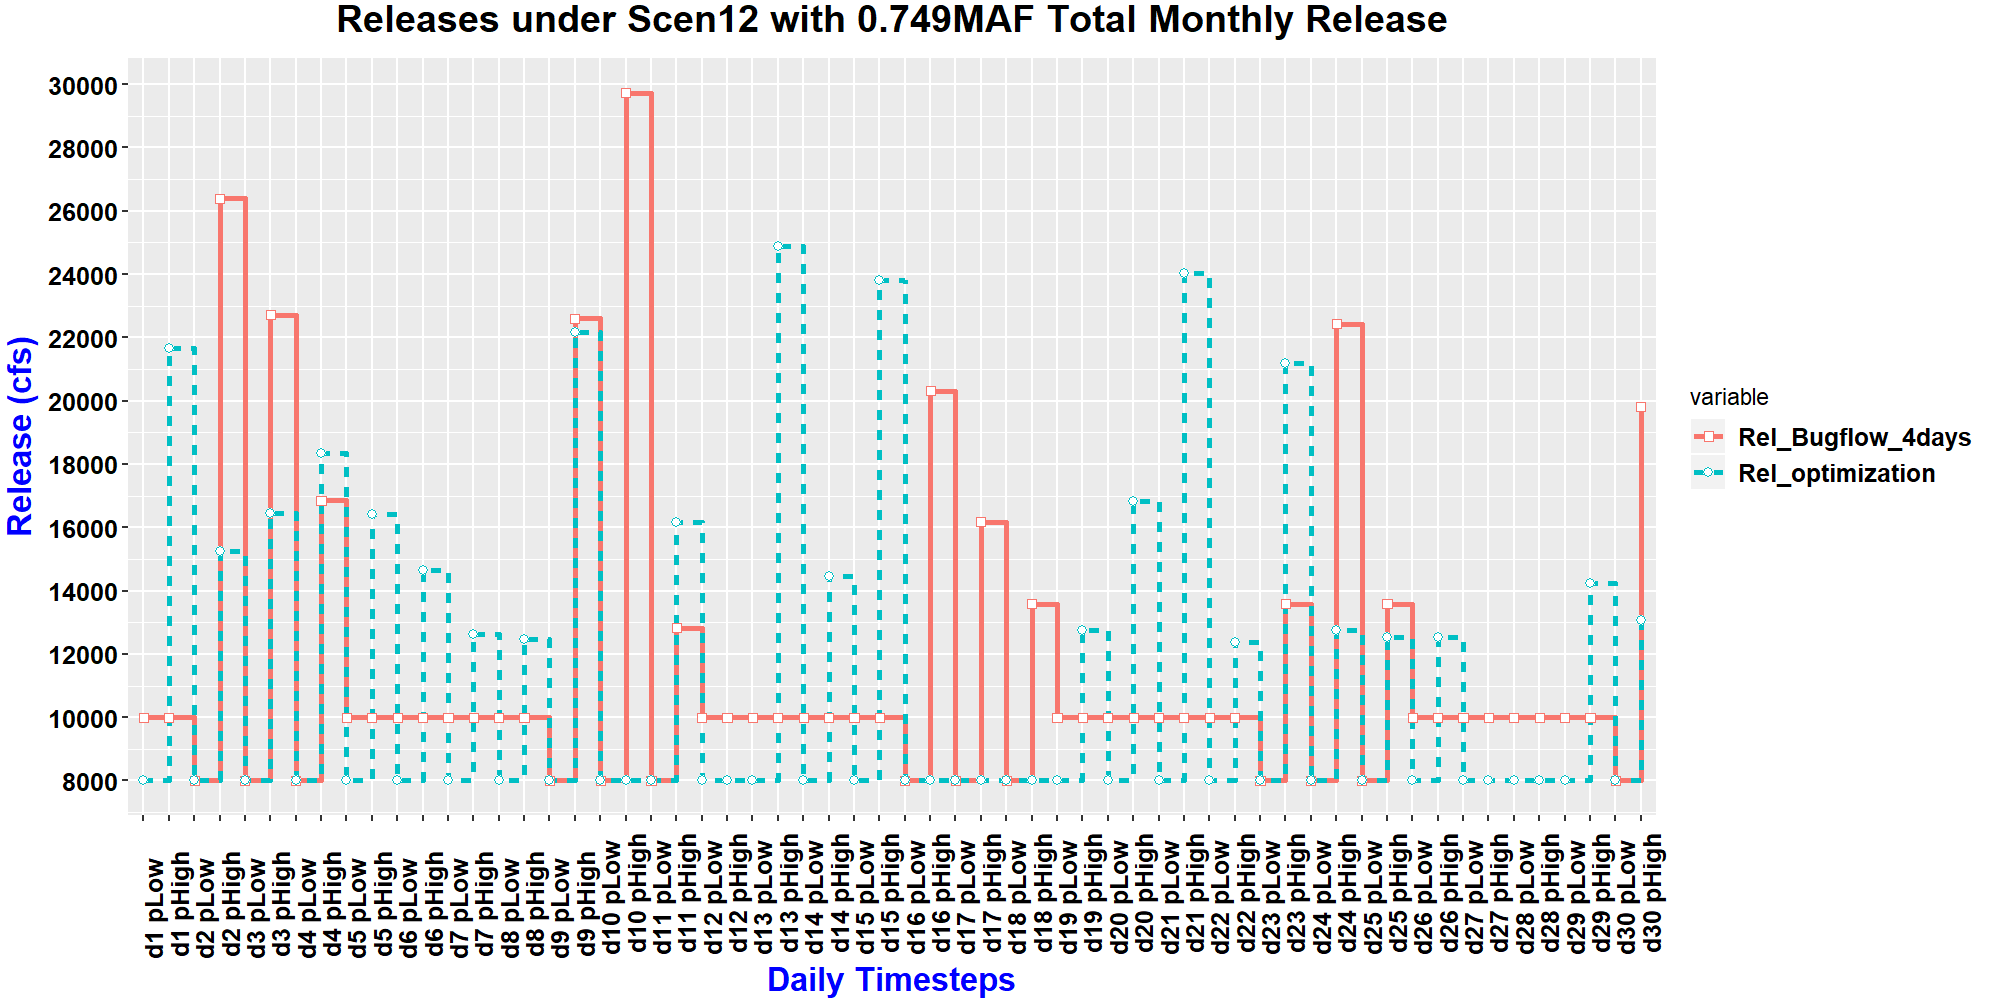 Releases under Scen12 with 0.749MAF Total Monthly Release
Release (cfs)
30000
28000
26000
24000
22000
20000
18000
16000
14000
12000
10000
8000
variable
Rel_Bugflow_4days
Rel_optimization
d1 pLow
d1 pHigh
d2 pLow
d2 pHigh
d3 pLow
d3 pHigh
d4 pLow
d4 pHigh
d5 pLow
d5 pHigh
d6 pLow
d6 pHigh
d7 pLow
d7 pHigh
d8 pLow
d8 pHigh
d9 pLow
d9 pHigh
d10 pLow
d10 pHigh
d11 pLow
d11 pHigh
d12 pLow
d12 pHigh
d13 pLow
d13 pHigh
d14 pLow
d14 pHigh
d15 pLow
d15 pHigh
d16 pLow
d16 pHigh
d17 pLow
d17 pHigh
d18 pLow
d18 pHigh
d19 pLow
d19 pHigh
d20 pLow
d20 pHigh
d21 pLow
d21 pHigh
d22 pLow
d22 pHigh
d23 pLow
d23 pHigh
d24 pLow
d24 pHigh
d25 pLow
d25 pHigh
d26 pLow
d26 pHigh
d27 pLow
d27 pHigh
d28 pLow
d28 pHigh
d29 pLow
d29 pHigh
d30 pLow
d30 pHigh
Daily Timesteps